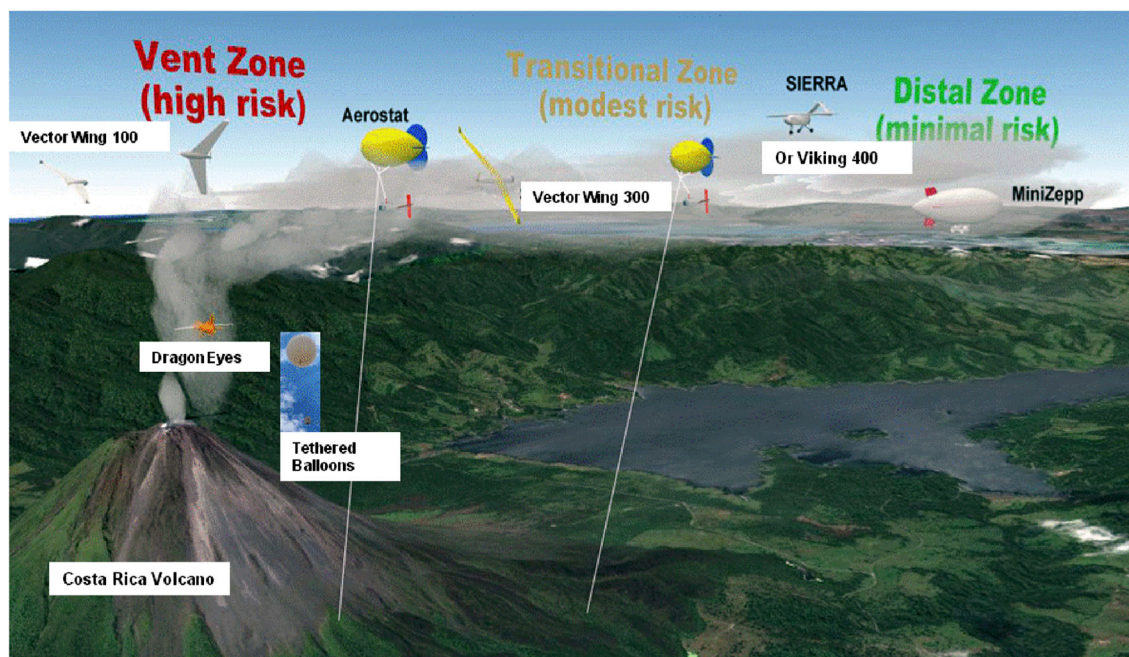 Vent Zone
(high risk)
Transitional Zone
(modest risk)
SIERRA
Distal Zone
(minimal risk)
Aerostat
Vector Wing 100
Or Viking 400
Vector Wing 300
MiniZepp
Dragon Eyes
Tethered
Balloons
Costa Rica Volcano